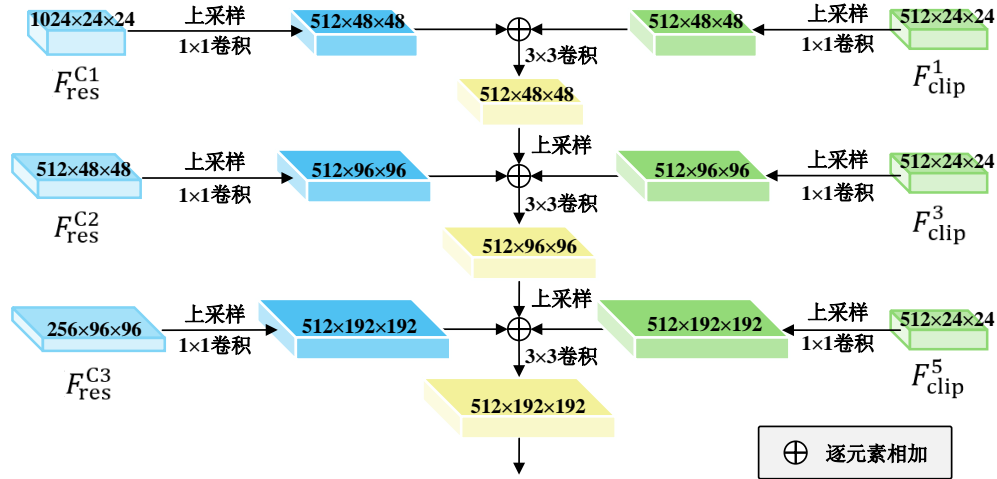 1024×24×24
上采样
1×1卷积
512×48×48
512×48×48
上采样
1×1卷积
512×24×24
F_res^C1
3×3卷积
F_clip^1
512×48×48
上采样
512×48×48
上采样
1×1卷积
512×96×96
512×96×96
上采样
1×1卷积
512×24×24
F_res^C2
3×3卷积
F_clip^3
512×96×96
上采样
256×96×96
上采样
1×1卷积
512×192×192
512×192×192
上采样
1×1卷积
512×24×24
F_res^C3
3×3卷积
F_clip^5
512×192×192
⊕ 逐元素相加